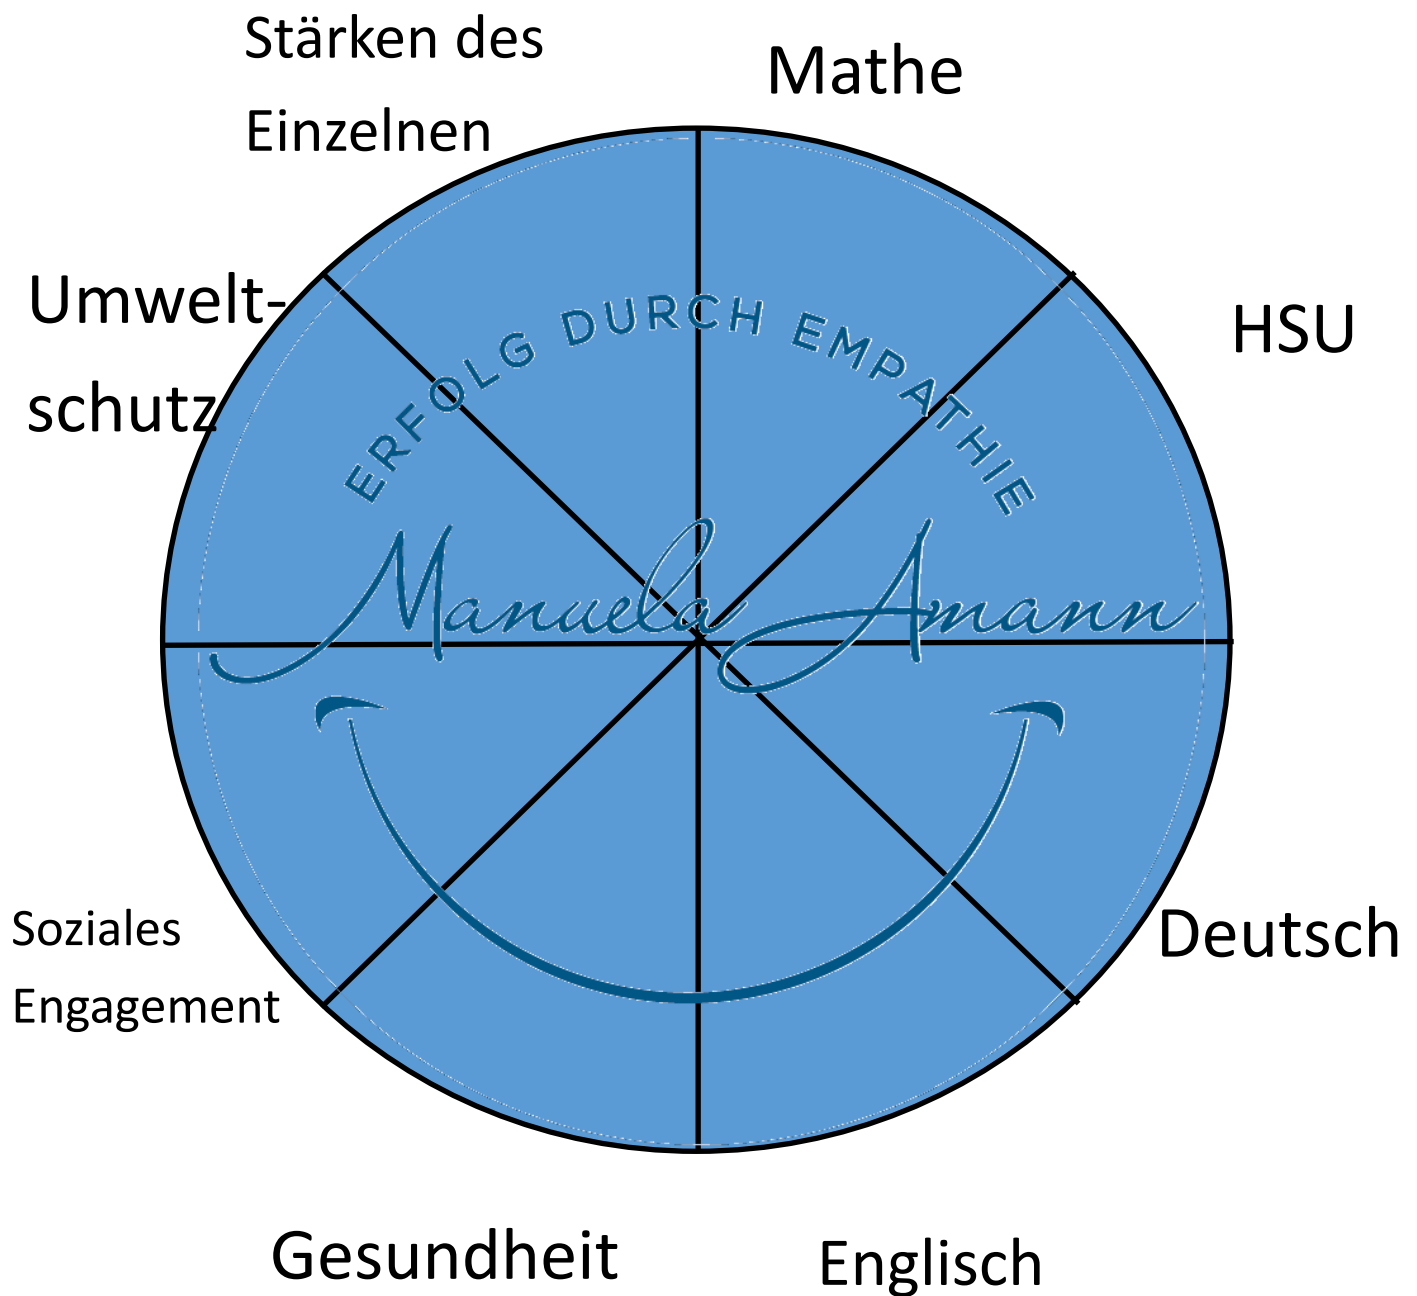 Stärken des
Einzelnen
Mathe
Umwelt-
schutz
HSU
ERFOLG DURCH EMPATHIE
Manuela Amann
Soziales
Engagement
Deutsch
Gesundheit
Englisch